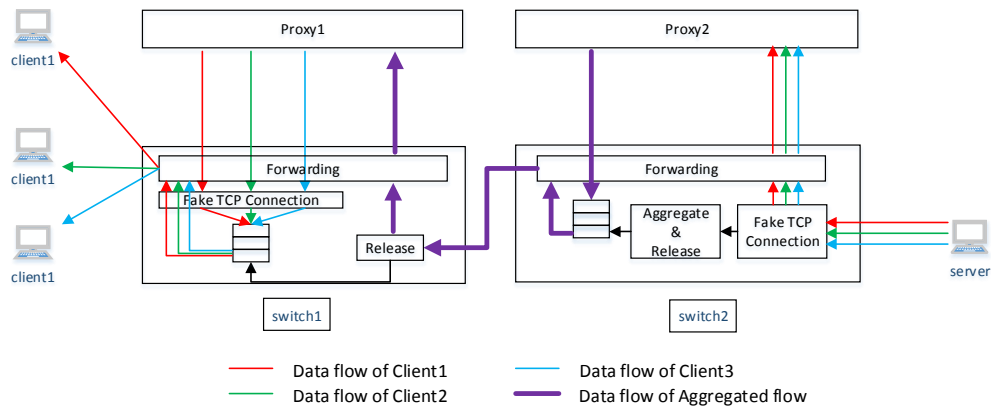 Proxy1
Proxy2
client1
client1
client1
Forwarding
Fake TCP Connection
Release
switch1
Forwarding
Aggregate
&
Release
Fake TCP
Connection
switch2
server
Data flow of Client1
Data flow of Client3
Data flow of Client2
Data flow of Aggregated flow